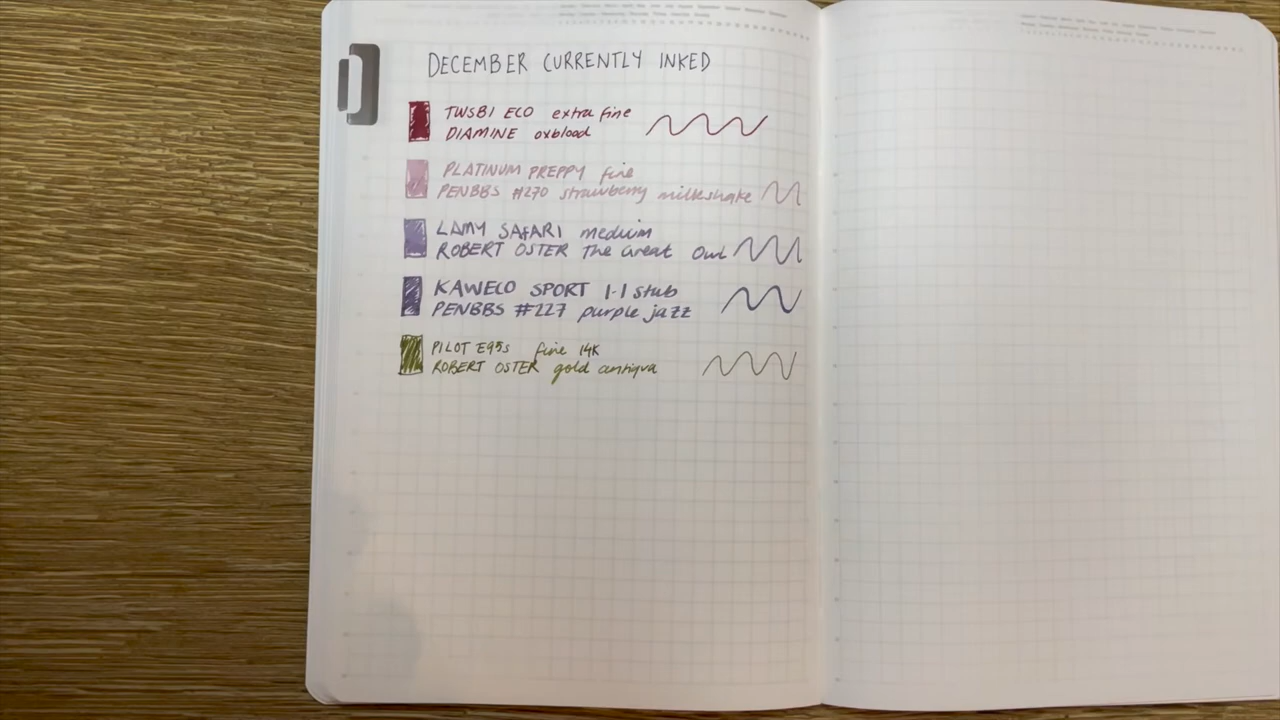 DECEMBER CURRENTLY INKED
TWSBI ECO extra fine
DIAMINE oxblood
PLATINUM PREPPY fine
PENBBS #270 strawberry milkshake
LAMY SAFARI medium
ROBERT OSTER The Great Owl
KAWECO SPORT 1.1 stub
PENBBS #227 purple jazz
PILOT E95s fine 14K
ROBERT OSTER gold antiqua